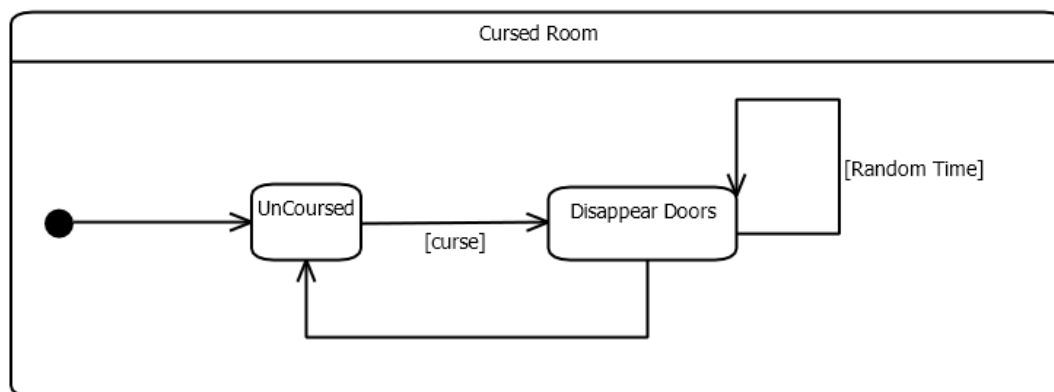 Cursed Room
UnCoursed
[curse]
Disappear Doors
[Random Time]